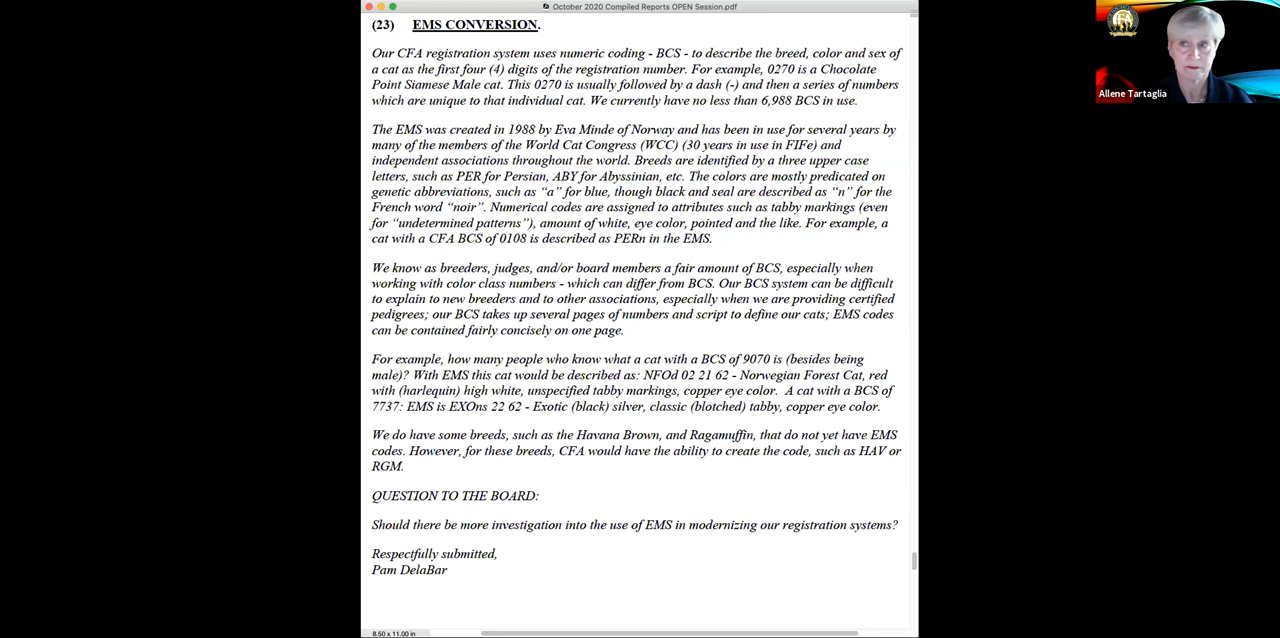 October 2020 Compiled Reports OPEN Session.pdf
(23) EMS CONVERSION.
Our CFA registration system uses numeric coding - BCS - to describe the breed, color and sex of
a cat as the first four (4) digits of the registration number. For example, 0270 is a Chocolate
Point Siamese Male cat. This 0270 is usually followed by a dash (-) and then a series of numbers
which are unique to that individual cat. We currently have no less than 6,988 BCS in use.
The EMS was created in 1988 by Eva Minde of Norway and has been in use for several years by
many of the members of the World Cat Congress (WCC) (30 years in use in FIFe) and
independent associations throughout the world. Breeds are identified by a three upper case
letters, such as PER for Persian, ABY for Abyssinian, etc. The colors are mostly predicated on
genetic abbreviations, such as “a” for blue, though black and seal are described as “n” for the
French word “noir”. Numerical codes are assigned to attributes such as tabby markings (even
for “undetermined patterns”), amount of white, eye color, pointed and the like. For example, a
cat with a CFA BCS of 0108 is described as PERn in the EMS.
We know as breeders, judges, and/or board members a fair amount of BCS, especially when
working with color class numbers - which can differ from BCS. Our BCS system can be difficult
to explain to new breeders and to other associations, especially when we are providing certified
pedigrees; our BCS takes up several pages of numbers and script to define our cats; EMS codes
can be contained fairly concisely on one page.
For example, how many people who know what a cat with a BCS of 9070 is (besides being
male)? With EMS this cat would be described as: NFOd 02 21 62 - Norwegian Forest Cat, red
with (harlequin) high white, unspecified tabby markings, copper eye color. A cat with a BCS of
7737: EMS is EXOns 22 62 - Exotic (black) silver, classic (blotched) tabby, copper eye color.
We do have some breeds, such as the Havana Brown, and Ragamuffin, that do not yet have EMS
codes. However, for these breeds, CFA would have the ability to create the code, such as HAV or
RGM.
QUESTION TO THE BOARD:
Should there be more investigation into the use of EMS in modernizing our registration systems?
Respectfully submitted,
Pam DelaBar
8.50 x 11.00 in
Allene Tartaglia